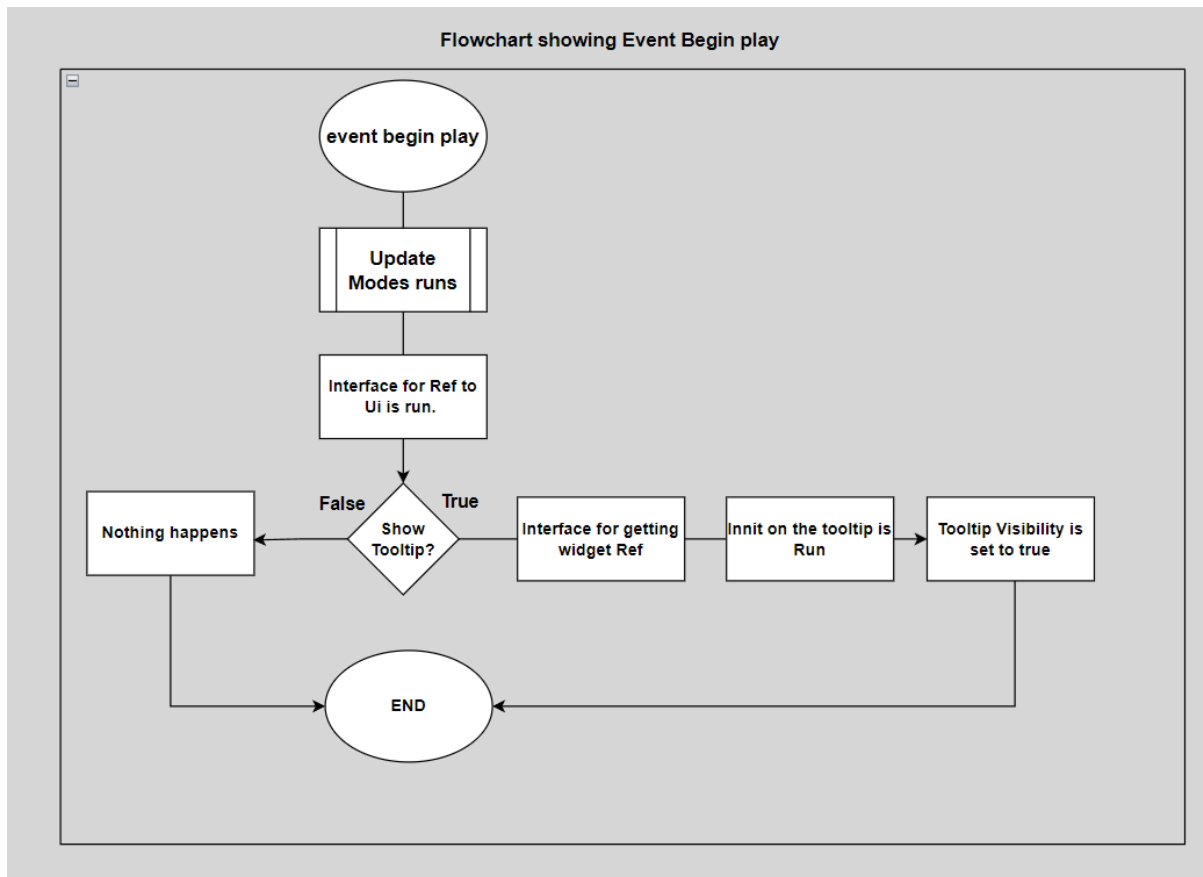 Flowchart showing Event Begin play
event begin play
Update
Modes runs
Interface for Ref to
Ui is run.
False
True
Show
Tooltip?
Nothing happens
Interface for getting
widget Ref
Innit on the tooltip is
Run
Tooltip Visibility is
set to true
END